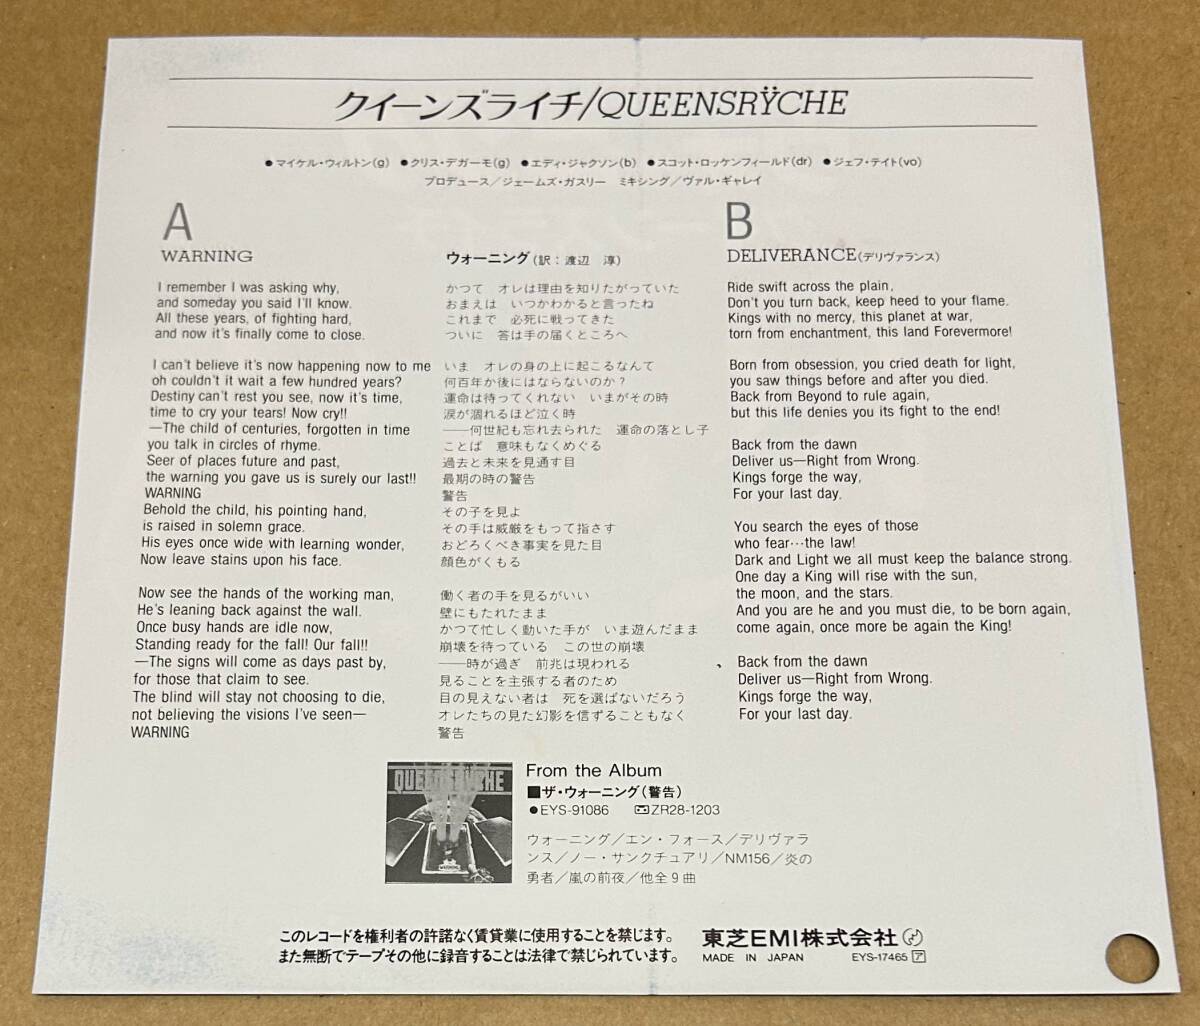 クイーンズライチ/QUEENSRŸCHE
●マイケル・ウィルトン(g) ●クリス・デガーモ(g) ●エディ・ジャクソン(b) ●スコット・ロッケンフィールド(dr) ●ジェフ・テイト(vo)
プロデュース/ジェームズ・ガスリー ミキシング/ヴァル・ギャレイ
A
WARNING
I remember I was asking why,
and someday you said I'll know.
All these years, of fighting hard,
and now it's finally come to close.
I can't believe it's now happening now to me
oh couldn't it wait a few hundred years?
Destiny can't rest you see, now it's time,
time to cry your tears! Now cry!!
—The child of centuries, forgotten in time
you talk in circles of rhyme.
Seer of places future and past,
the warning you gave us is surely our last!!
WARNING
Behold the child, his pointing hand,
is raised in solemn grace.
His eyes once wide with learning wonder,
Now leave stains upon his face.
Now see the hands of the working man,
He's leaning back against the wall.
Once busy hands are idle now,
Standing ready for the fall! Our fall!!
—The signs will come as days past by,
for those that claim to see.
The blind will stay not choosing to die,
not believing the visions I've seen—
WARNING
ウォーニング(訳:渡辺 淳)
かつて オレは理由を知りたがっていた
おまえは いつかわかると言ったね
これまで 必死に戦ってきた
ついに 答は手の届くところへ
いま オレの身の上に起こるなんて
何百年か後にはならないのか?
運命は待ってくれない いまがその時
涙が涸れるほど泣く時
——何世紀も忘れ去られた 運命の落とし子
ことば 意味もなくめぐる
過去と未来を見通す目
最期の時の警告
警告
その子を見よ
その手は威厳をもって指さす
おどろくべき事実を見た目
顔色がくもる
働く者の手を見るがいい
壁にもたれたまま
かつて忙しく動いた手が いま遊んだまま
崩壊を待っている この世の崩壊
——時が過ぎ 前兆は現われる
見ることを主張する者のため
目の見えない者は 死を選ばないだろう
オレたちの見た幻影を信ずることもなく
警告
B
DELIVERANCE(デリヴァランス)
Ride swift across the plain,
Don't you turn back, keep heed to your flame.
Kings with no mercy, this planet at war,
torn from enchantment, this land Forevermore!
Born from obsession, you cried death for light,
you saw things before and after you died.
Back from Beyond to rule again,
but this life denies you its fight to the end!
Back from the dawn
Deliver us—Right from Wrong.
Kings forge the way,
For your last day.
You search the eyes of those
who fear…the law!
Dark and Light we all must keep the balance strong.
One day a King will rise with the sun,
the moon, and the stars.
And you are he and you must die, to be born again,
come again, once more be again the King!
Back from the dawn
Deliver us—Right from Wrong.
Kings forge the way,
For your last day.
QUEENSRŸCHE
WARNING
From the Album
■ザ・ウォーニング(警告)
●EYS-91086 ZR28-1203
ウォーニング/エン・フォース/デリヴァラ
ンス/ノー・サンクチュアリ/NM156/炎の
勇者/嵐の前夜/他全9曲
このレコードを権利者の許諾なく賃貸業に使用することを禁じます。
また無断でテープその他に録音することは法律で禁じられています。
東芝EMI株式会社
MADE IN JAPAN EYS-17465 ア